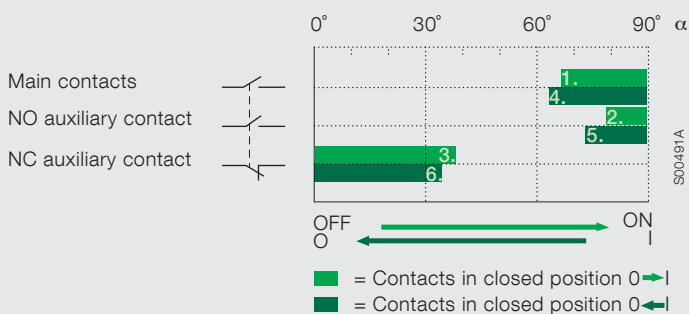 0° 30° 60° 90° α
Main contacts
1.
4.
NO auxiliary contact
2.
5.
NC auxiliary contact
3.
6.
S00491A
OFF ON
O I
= Contacts in closed position 0→I
= Contacts in closed position 0←I